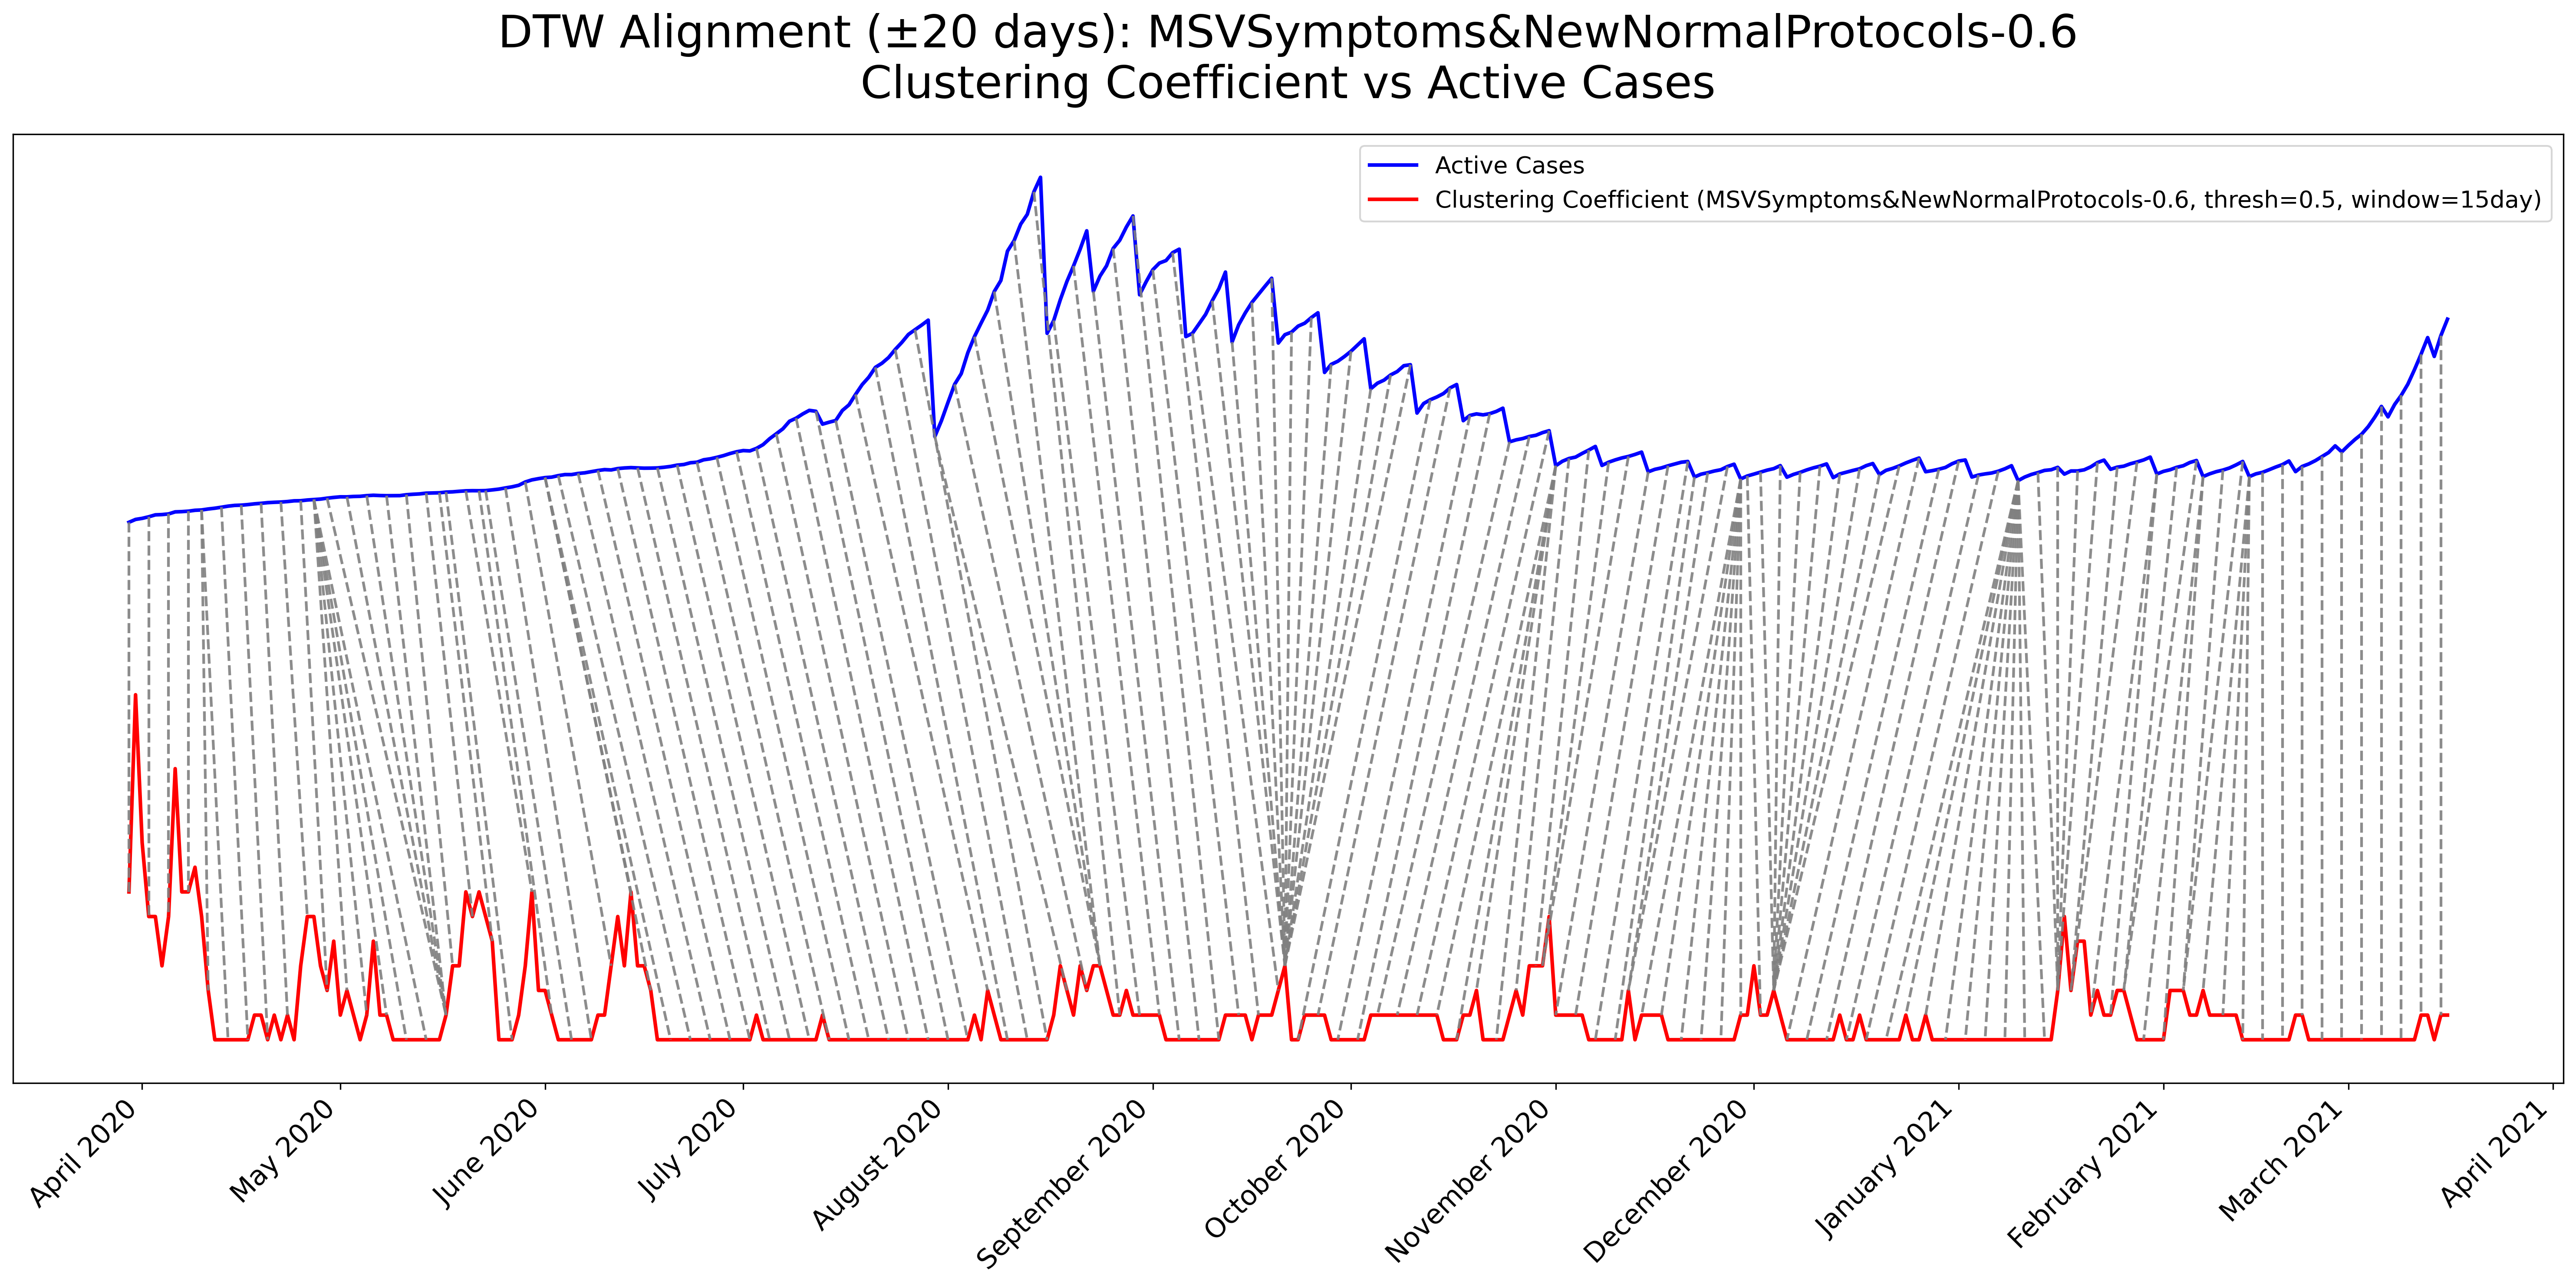 DTW Alignment (±20 days): MSVSymptoms&NewNormalProtocols-0.6
Clustering Coefficient vs Active Cases
Active Cases
Clustering Coefficient (MSVSymptoms&NewNormalProtocols-0.6, thresh=0.5, window=15day)
April 2020
May 2020
June 2020
July 2020
August 2020
September 2020
October 2020
November 2020
December 2020
January 2021
February 2021
March 2021
April 2021